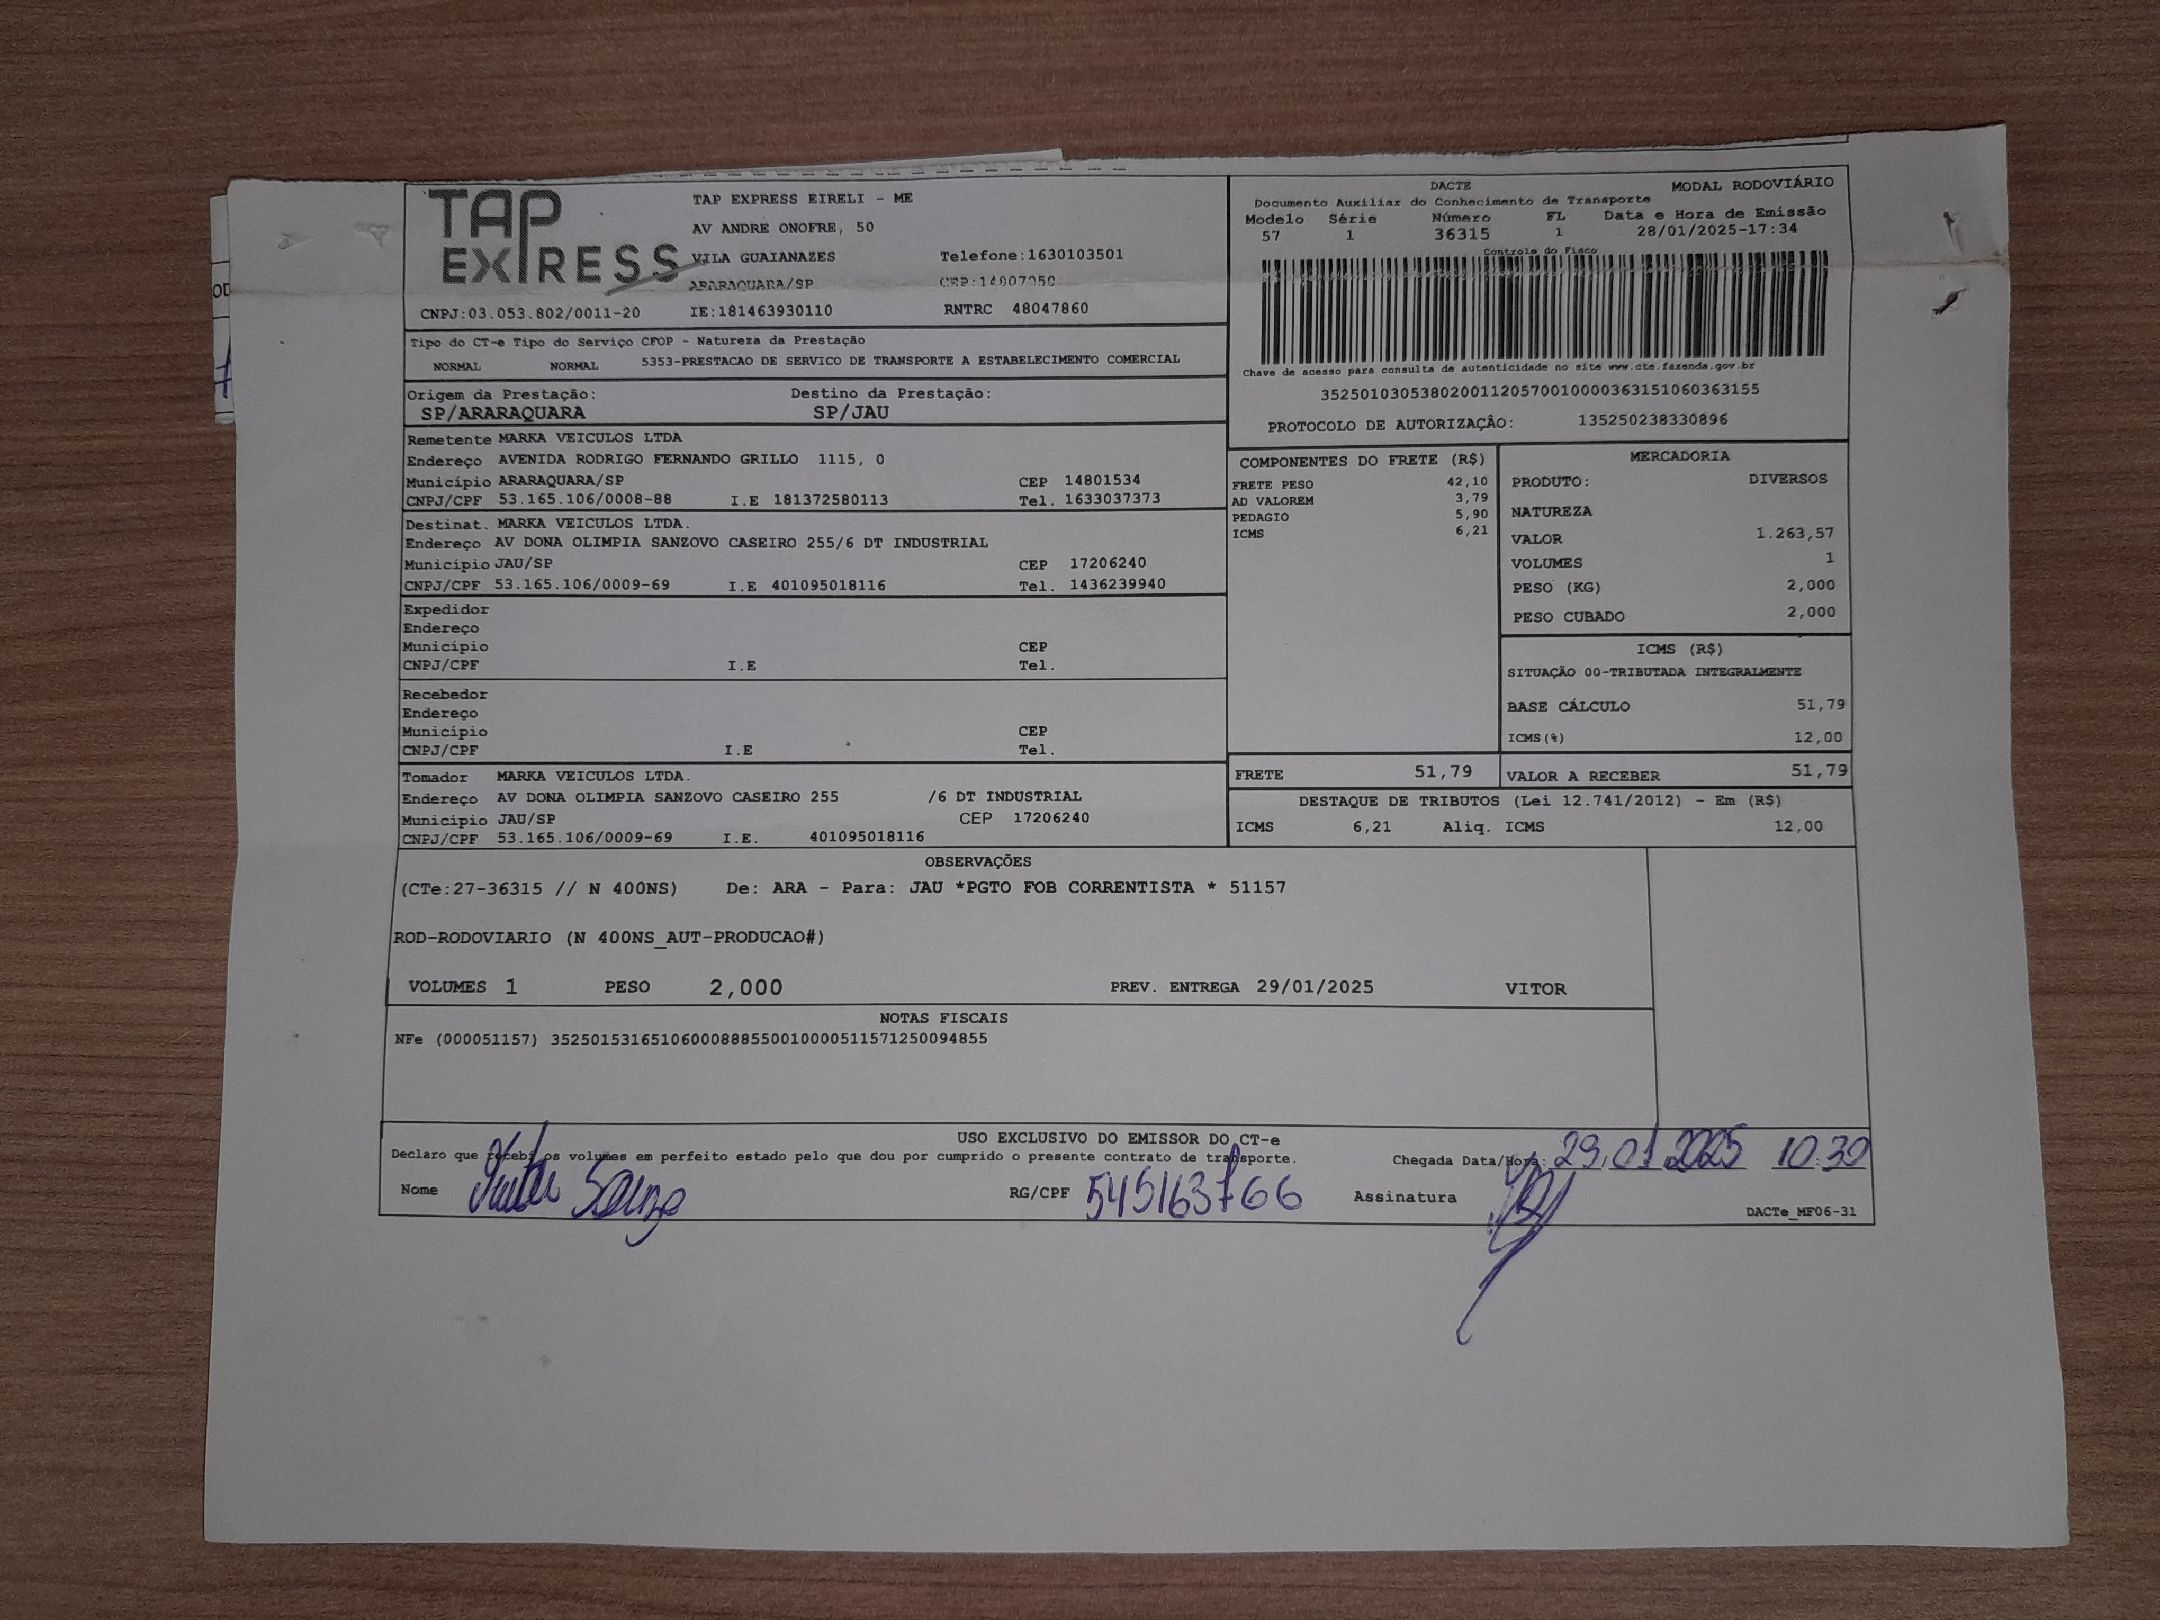 TAP
EXPRESS
TAP EXPRESS EIRELI - ME
AV ANDRE ONOFRE, 50
VILA GUAIANAZES Telefone:1630103501
ARARAQUARA/SP CEP:14807050
CNPJ:03.053.802/0011-20 IE:181463930110 RNTRC 48047860
DACTE MODAL RODOVIÁRIO
Documento Auxiliar do Conhecimento de Transporte
Modelo Série Número FL Data e Hora de Emissão
57 1 36315 1 28/01/2025-17:34
Controle do Fisco
Chave de acesso para consulta de autenticidade no site www.cte.fazenda.gov.br
35250103053802001120570010000363151060363155
PROTOCOLO DE AUTORIZAÇÂO: 135250238330896
Tipo do CT-e Tipo do Serviço CFOP - Natureza da Prestação
NORMAL NORMAL 5353-PRESTACAO DE SERVICO DE TRANSPORTE A ESTABELECIMENTO COMERCIAL
Origem da Prestação: Destino da Prestação:
SP/ARARAQUARA SP/JAU
Remetente MARKA VEICULOS LTDA
Endereço AVENIDA RODRIGO FERNANDO GRILLO 1115, 0
Município ARARAQUARA/SP CEP 14801534
CNPJ/CPF 53.165.106/0008-88 I.E 181372580113 Tel. 1633037373
Destinat. MARKA VEICULOS LTDA.
Endereço AV DONA OLIMPIA SANZOVO CASEIRO 255/6 DT INDUSTRIAL
Município JAU/SP CEP 17206240
CNPJ/CPF 53.165.106/0009-69 I.E 401095018116 Tel. 1436239940
Expedidor
Endereço
Município CEP
CNPJ/CPF I.E Tel.
Recebedor
Endereço
Município CEP
CNPJ/CPF I.E Tel.
Tomador MARKA VEICULOS LTDA.
Endereço AV DONA OLIMPIA SANZOVO CASEIRO 255 /6 DT INDUSTRIAL
Município JAU/SP CEP 17206240
CNPJ/CPF 53.165.106/0009-69 I.E. 401095018116
COMPONENTES DO FRETE (R$)
FRETE PESO 42,10
AD VALOREM 3,79
PEDAGIO 5,90
ICMS 6,21
FRETE 51,79
MERCADORIA
PRODUTO: DIVERSOS
NATUREZA
VALOR 1.263,57
VOLUMES 1
PESO (KG) 2,000
PESO CUBADO 2,000
ICMS (R$)
SITUAÇÃO 00-TRIBUTADA INTEGRALMENTE
BASE CÁLCULO 51,79
ICMS(%) 12,00
VALOR A RECEBER 51,79
DESTAQUE DE TRIBUTOS (Lei 12.741/2012) - Em (R$)
ICMS 6,21 Aliq. ICMS 12,00
OBSERVAÇÕES
(CTe:27-36315 // N 400NS) De: ARA - Para: JAU *PGTO FOB CORRENTISTA * 51157
ROD-RODOVIARIO (N 400NS_AUT-PRODUCAO#)
VOLUMES 1 PESO 2,000 PREV. ENTREGA 29/01/2025 VITOR
NOTAS FISCAIS
NFe (000051157) 35250153165106000888550010000511571250094855
USO EXCLUSIVO DO EMISSOR DO CT-e
Declaro que recebi os volumes em perfeito estado pelo que dou por cumprido o presente contrato de transporte. Chegada Data/Hora: 29/01/2025 10:30
Nome Souza RG/CPF 545163766 Assinatura
DACTe_MF06-31